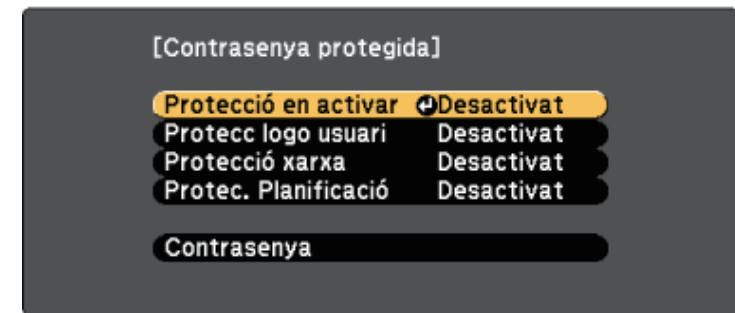 [Contrasenya protegida]
Protecció en activar Desactivat
Protecc logo usuari Desactivat
Protecció xarxa Desactivat
Protec. Planificació Desactivat
Contrasenya